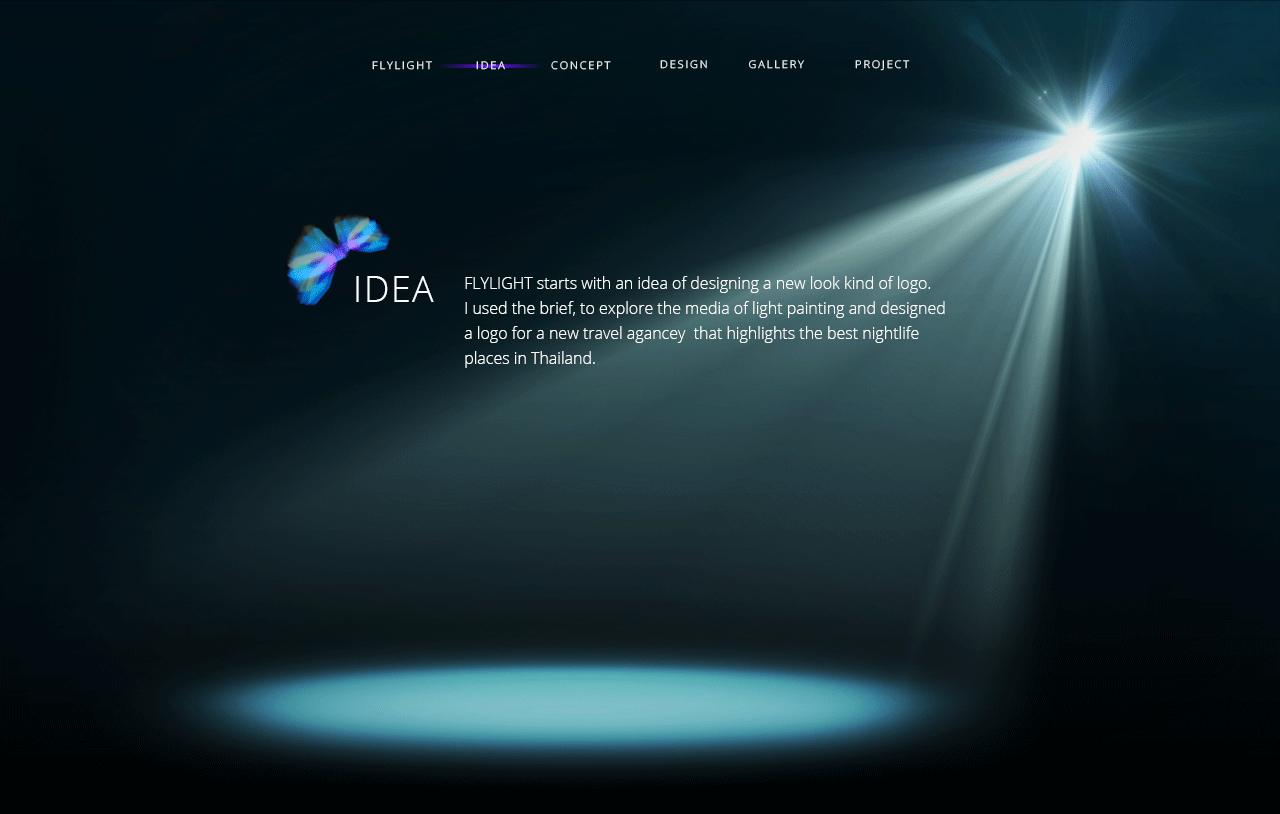 FLYLIGHT IDEA CONCEPT DESIGN GALLERY PROJECT
IDEA
FLYLIGHT starts with an idea of designing a new look kind of logo.
I used the brief, to explore the media of light painting and designed
a logo for a new travel agancey  that highlights the best nightlife
places in Thailand.